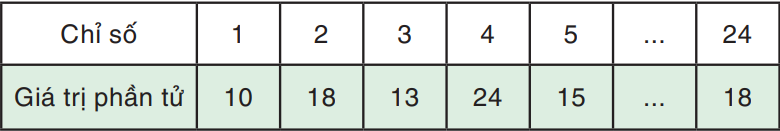 Chỉ số 1 2 3 4 5 ... 24
Giá trị phần tử 10 18 13 24 15 ... 18